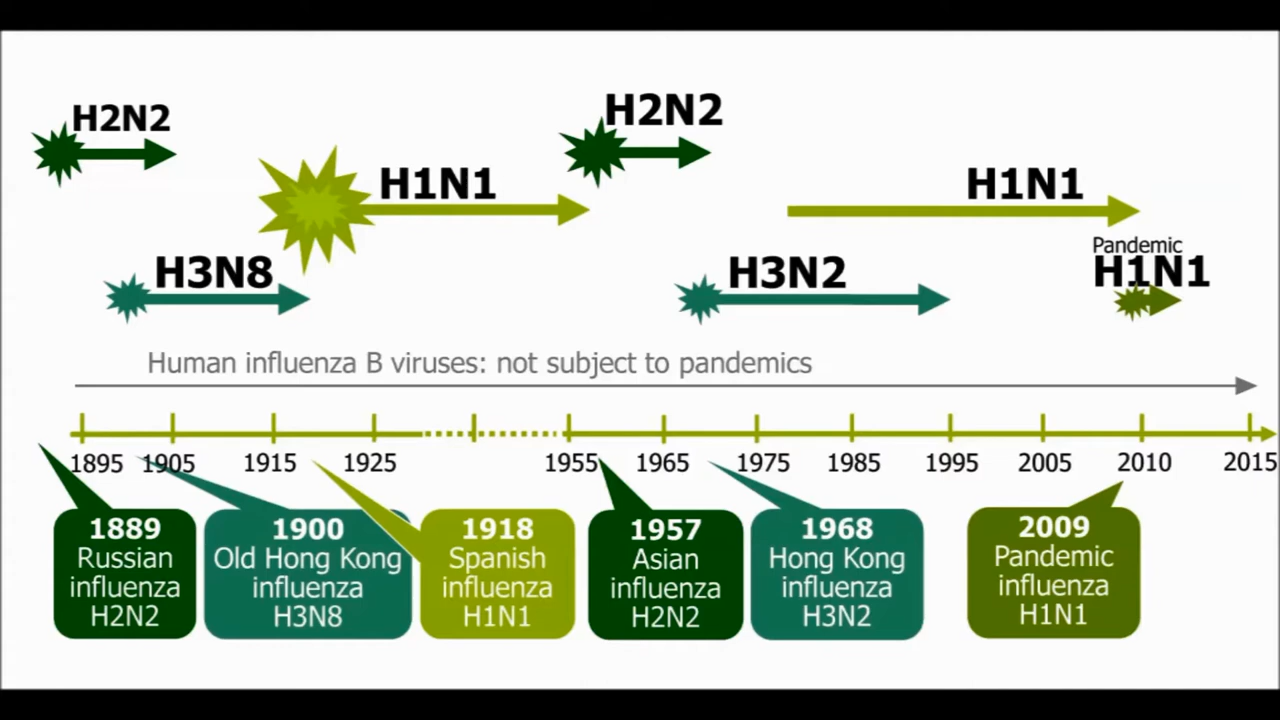 H2N2
H2N2
H1N1
H1N1
Pandemic
H1N1
H3N8
H3N2
Human influenza B viruses: not subject to pandemics
1895 1905 1915 1925 1955 1965 1975 1985 1995 2005 2010 2015
1889
Russian
influenza
H2N2
1900
Old Hong Kong
influenza
H3N8
1918
Spanish
influenza
H1N1
1957
Asian
influenza
H2N2
1968
Hong Kong
influenza
H3N2
2009
Pandemic
influenza
H1N1